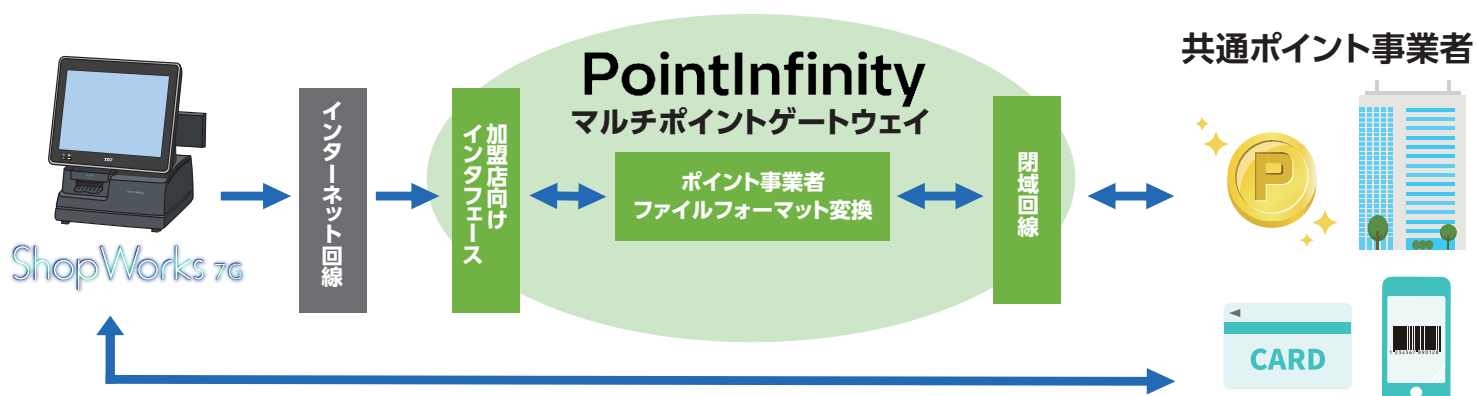 共通ポイント事業者
PointInfinity
マルチポイントゲートウェイ
インターネット回線
加盟店向け
インタフェース
ポイント事業者
ファイルフォーマット変換
閉域回線
P
ShopWorks 7G
CARD